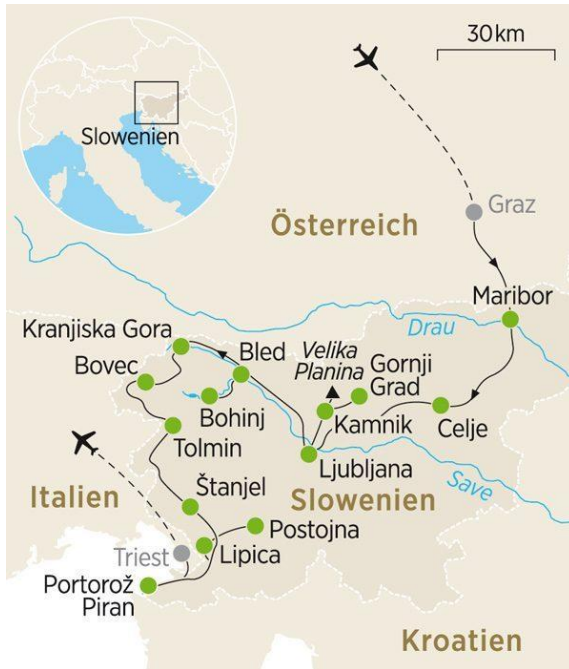 30 km
Slowenien
Graz
Österreich
Maribor
Drau
Kranjiska Gora
Bled
Velika
Planina
Gornji
Grad
Bovec
Bohinj
Kamnik
Celje
Tolmin
Ljubljana
Save
Štanjel
Italien
Slowenien
Postojna
Triest
Lipica
Portorož
Piran
Kroatien